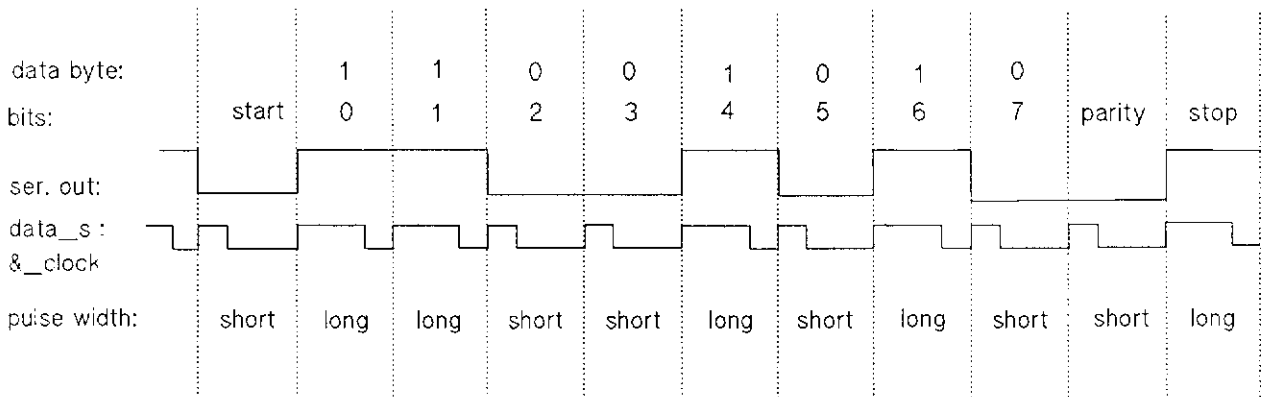 data byte: 1 1 0 0 1 0 1 0
bits: start 0 1 2 3 4 5 6 7 parity stop
ser. out:
data_s :
&_clock
pulse width: short long long short short long short long short short long